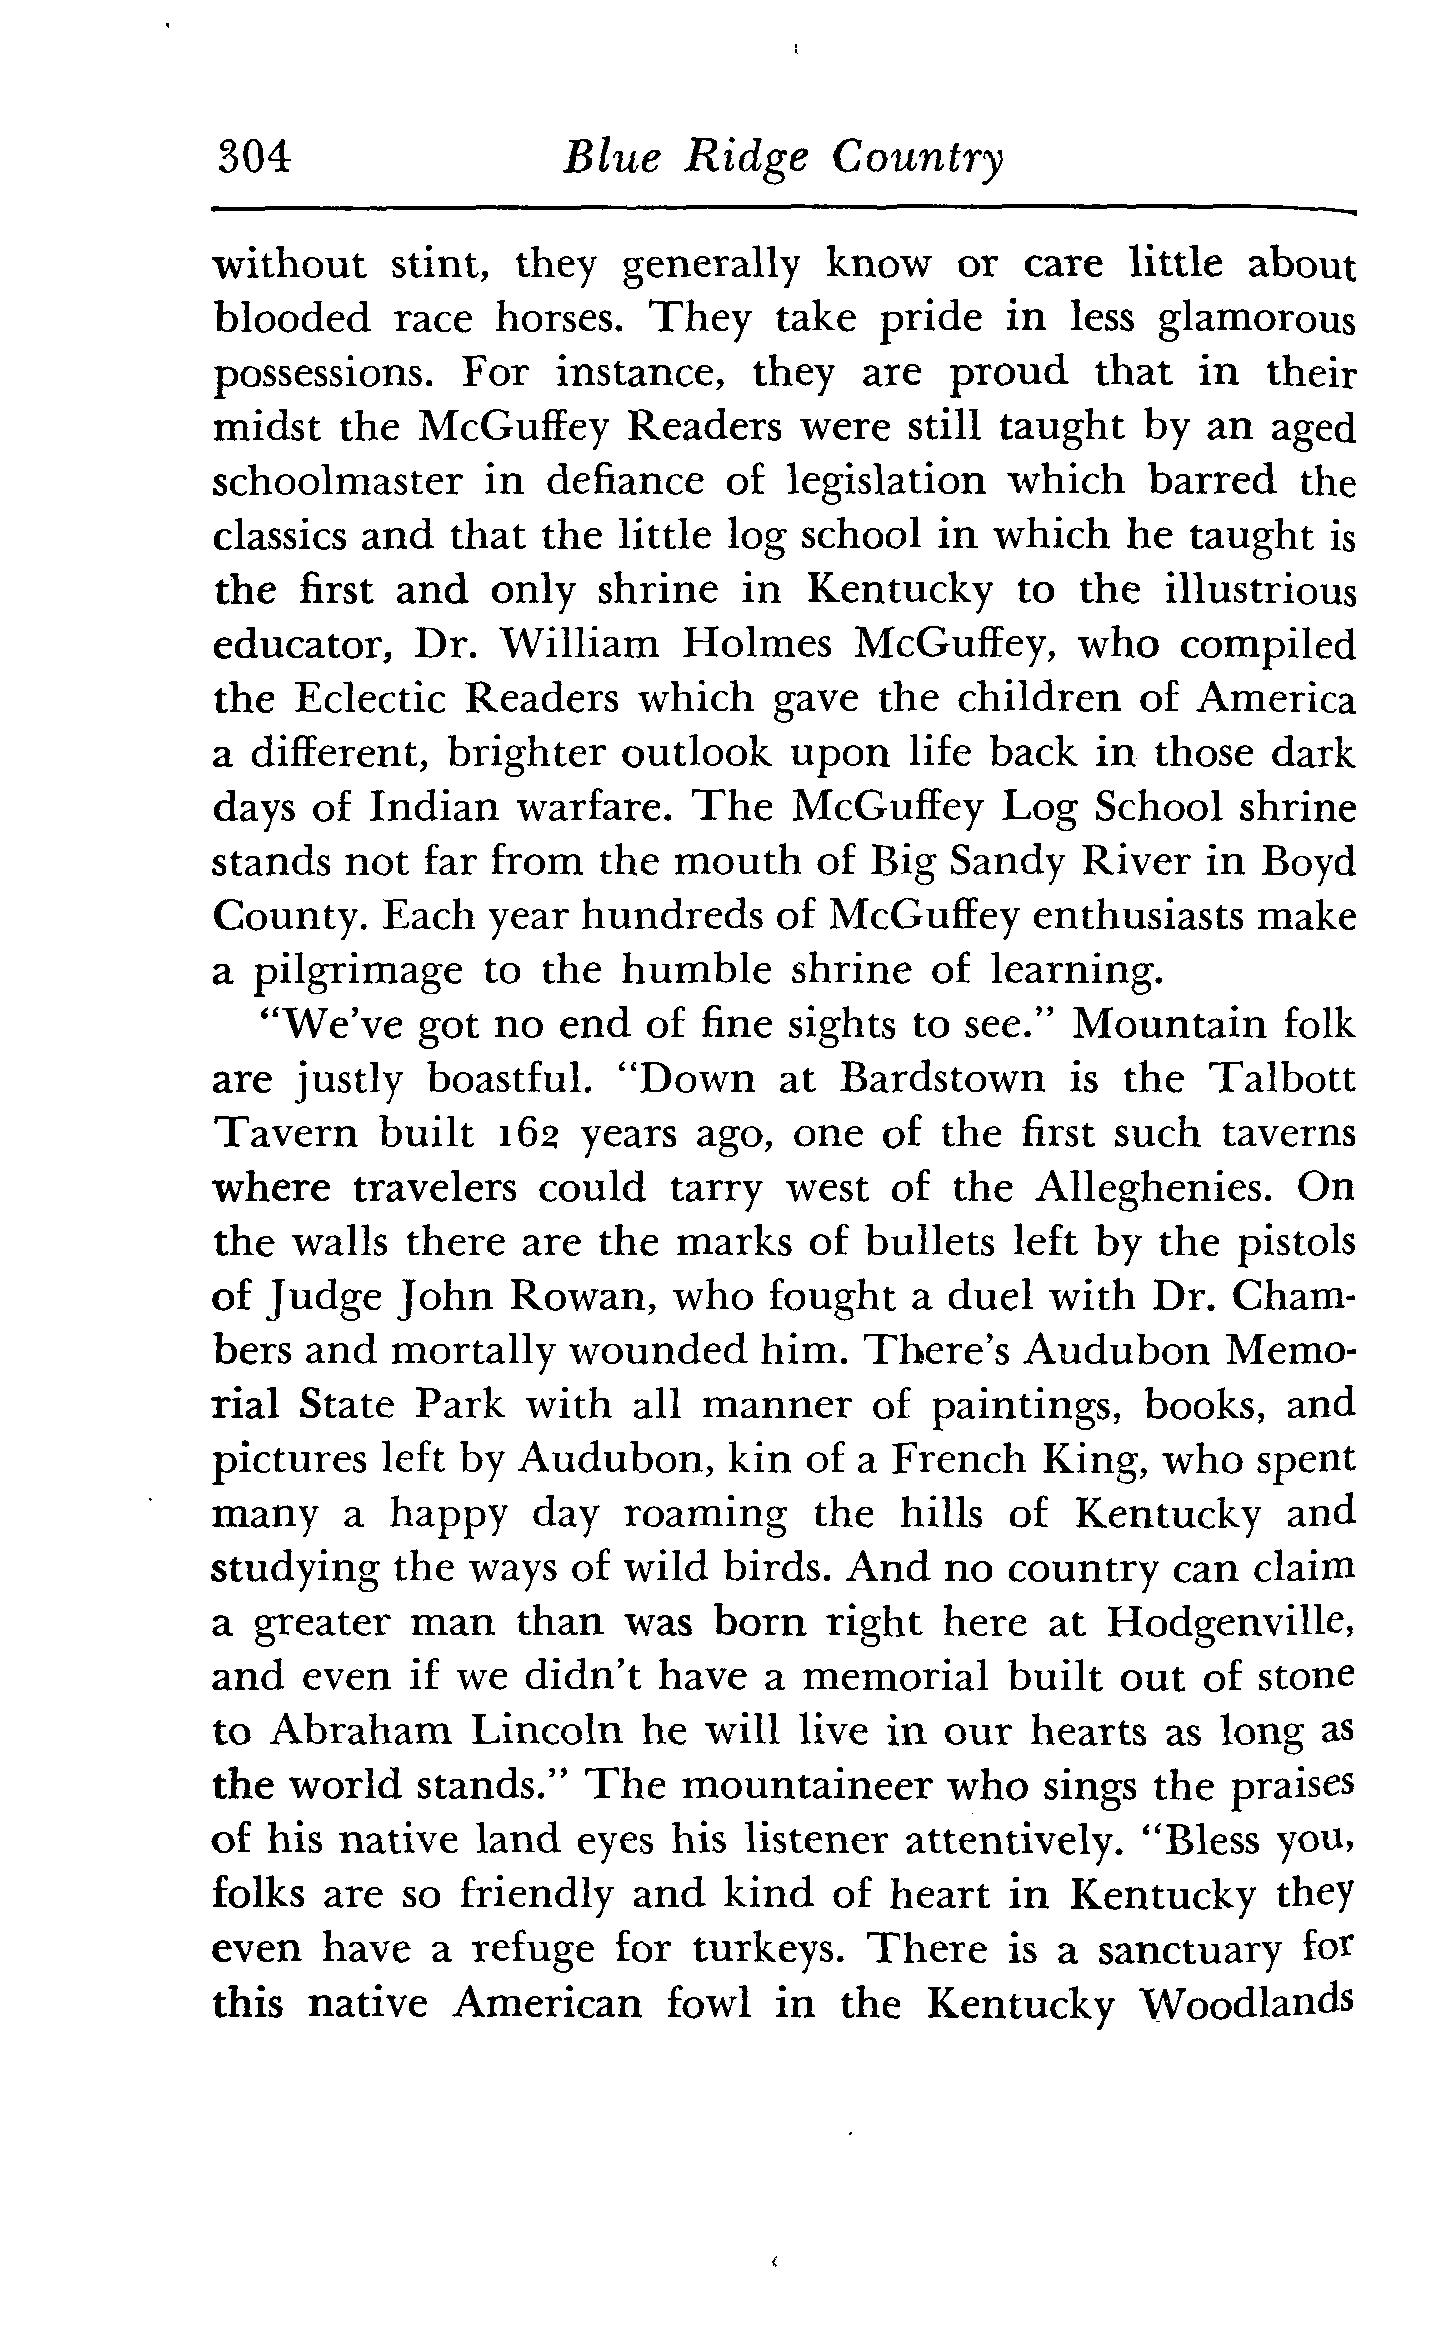 304 Blue Ridge Country
without stint, they generally know or care little about
blooded race horses. They take pride in less glamorous
possessions. For instance, they are proud that in their
midst the McGuffey Readers were still taught by an aged
schoolmaster in defiance of legislation which barred the
classics and that the little log school in which he taught is
the first and only shrine in Kentucky to the illustrious
educator, Dr. William Holmes McGuffey, who compiled
the Eclectic Readers which gave the children of America
a different, brighter outlook upon life back in those dark
days of Indian warfare. The McGuffey Log School shrine
stands not far from the mouth of Big Sandy River in Boyd
County. Each year hundreds of McGuffey enthusiasts make
a pilgrimage to the humble shrine of learning.
"We've got no end of fine sights to see." Mountain folk
are justly boastful. "Down at Bardstown is the Talbott
Tavern built 162 years ago, one of the first such taverns
where travelers could tarry west of the Alleghenies. On
the walls there are the marks of bullets left by the pistols
of Judge John Rowan, who fought a duel with Dr. Cham-
bers and mortally wounded him. There's Audubon Memo-
rial State Park with all manner of paintings, books, and
pictures left by Audubon, kin of a French King, who spent
many a happy day roaming the hills of Kentucky and
studying the ways of wild birds. And no country can claim
a greater man than was born right here at Hodgenville,
and even if we didn't have a memorial built out of stone
to Abraham Lincoln he will live in our hearts as long as
the world stands." The mountaineer who sings the praises
of his native land eyes his listener attentively. "Bless you,
folks are so friendly and kind of heart in Kentucky they
even have a refuge for turkeys. There is a sanctuary for
this native American fowl in the Kentucky Woodlands